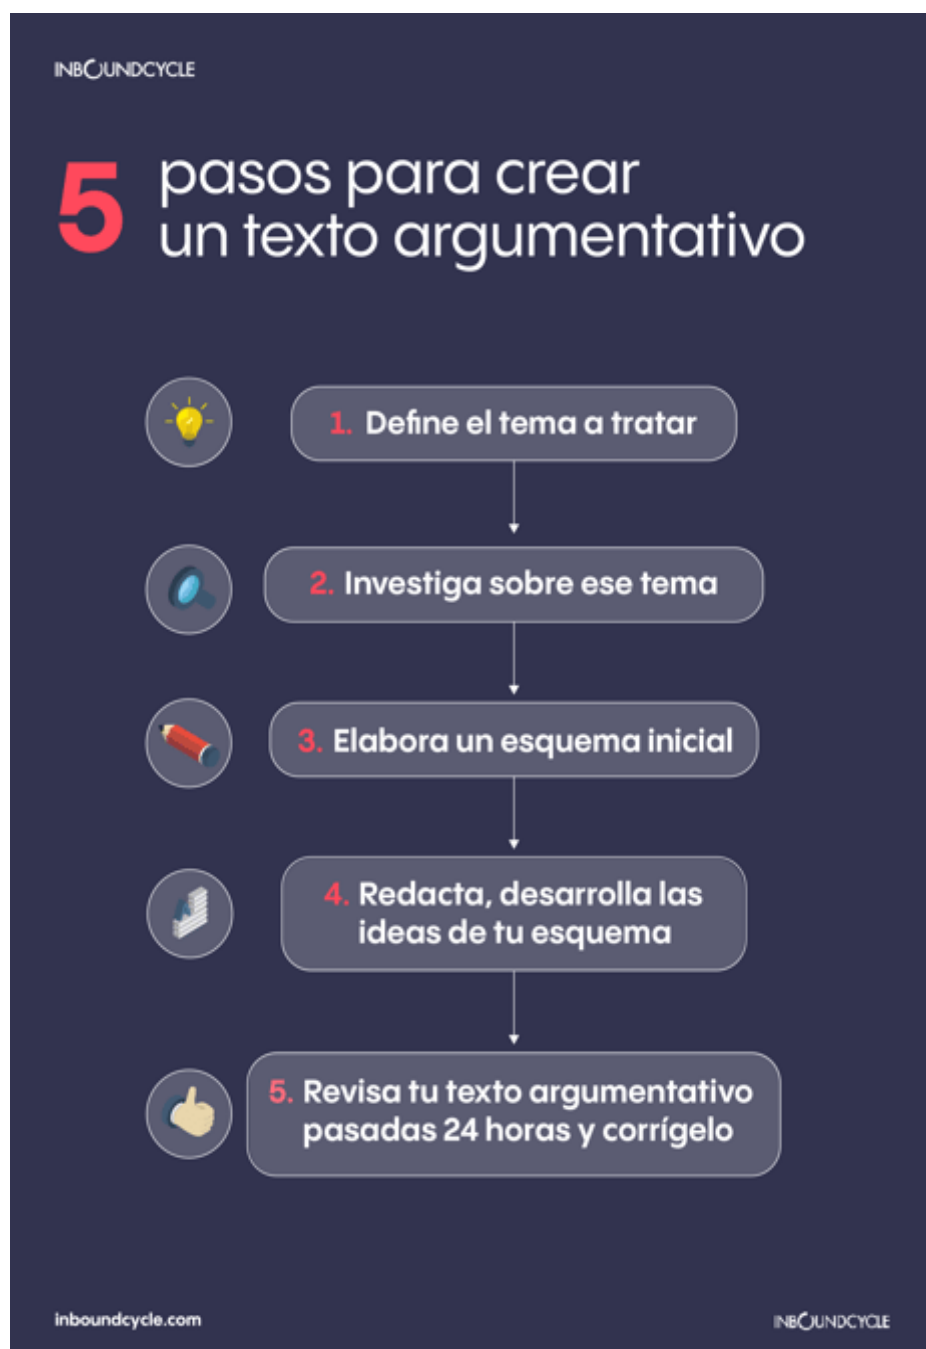 INBOUNDCYCLE
5 pasos para crear
un texto argumentativo
1. Define el tema a tratar
2. Investiga sobre ese tema
3. Elabora un esquema inicial
4. Redacta, desarrolla las
ideas de tu esquema
5. Revisa tu texto argumentativo
pasadas 24 horas y corrígelo
inboundcycle.com
INBOUNDCYCLE